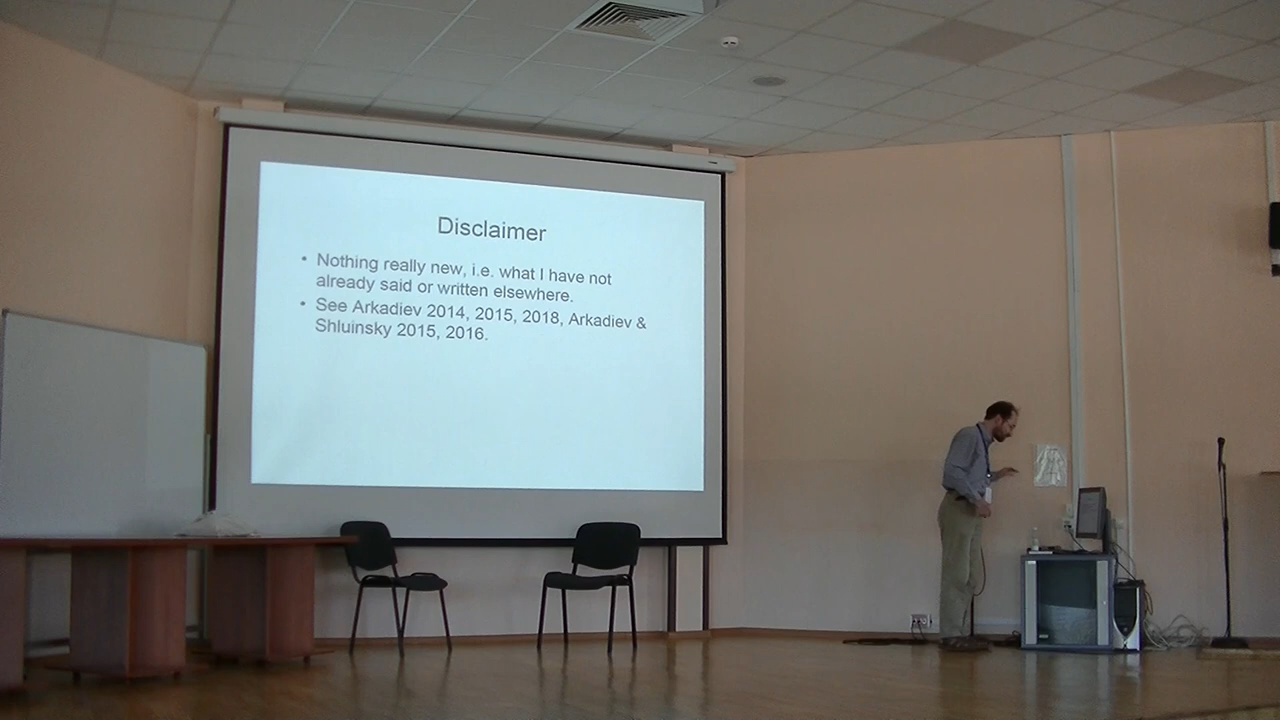 Disclaimer
• Nothing really new, i.e. what I have not
already said or written elsewhere.
• See Arkadiev 2014, 2015, 2018, Arkadiev &
Shluinsky 2015, 2016.